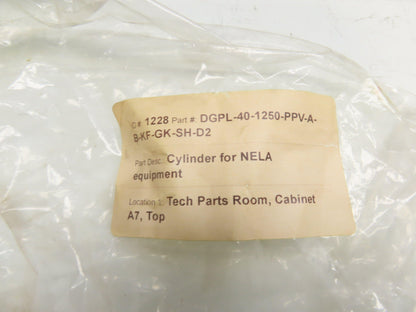 C#: 1228 Part #: DGPL-40-1250-PPV-A-
B-KF-GK-SH-D2
Part Desc.: Cylinder for NELA
equipment
Location 1: Tech Parts Room, Cabinet
A7, Top